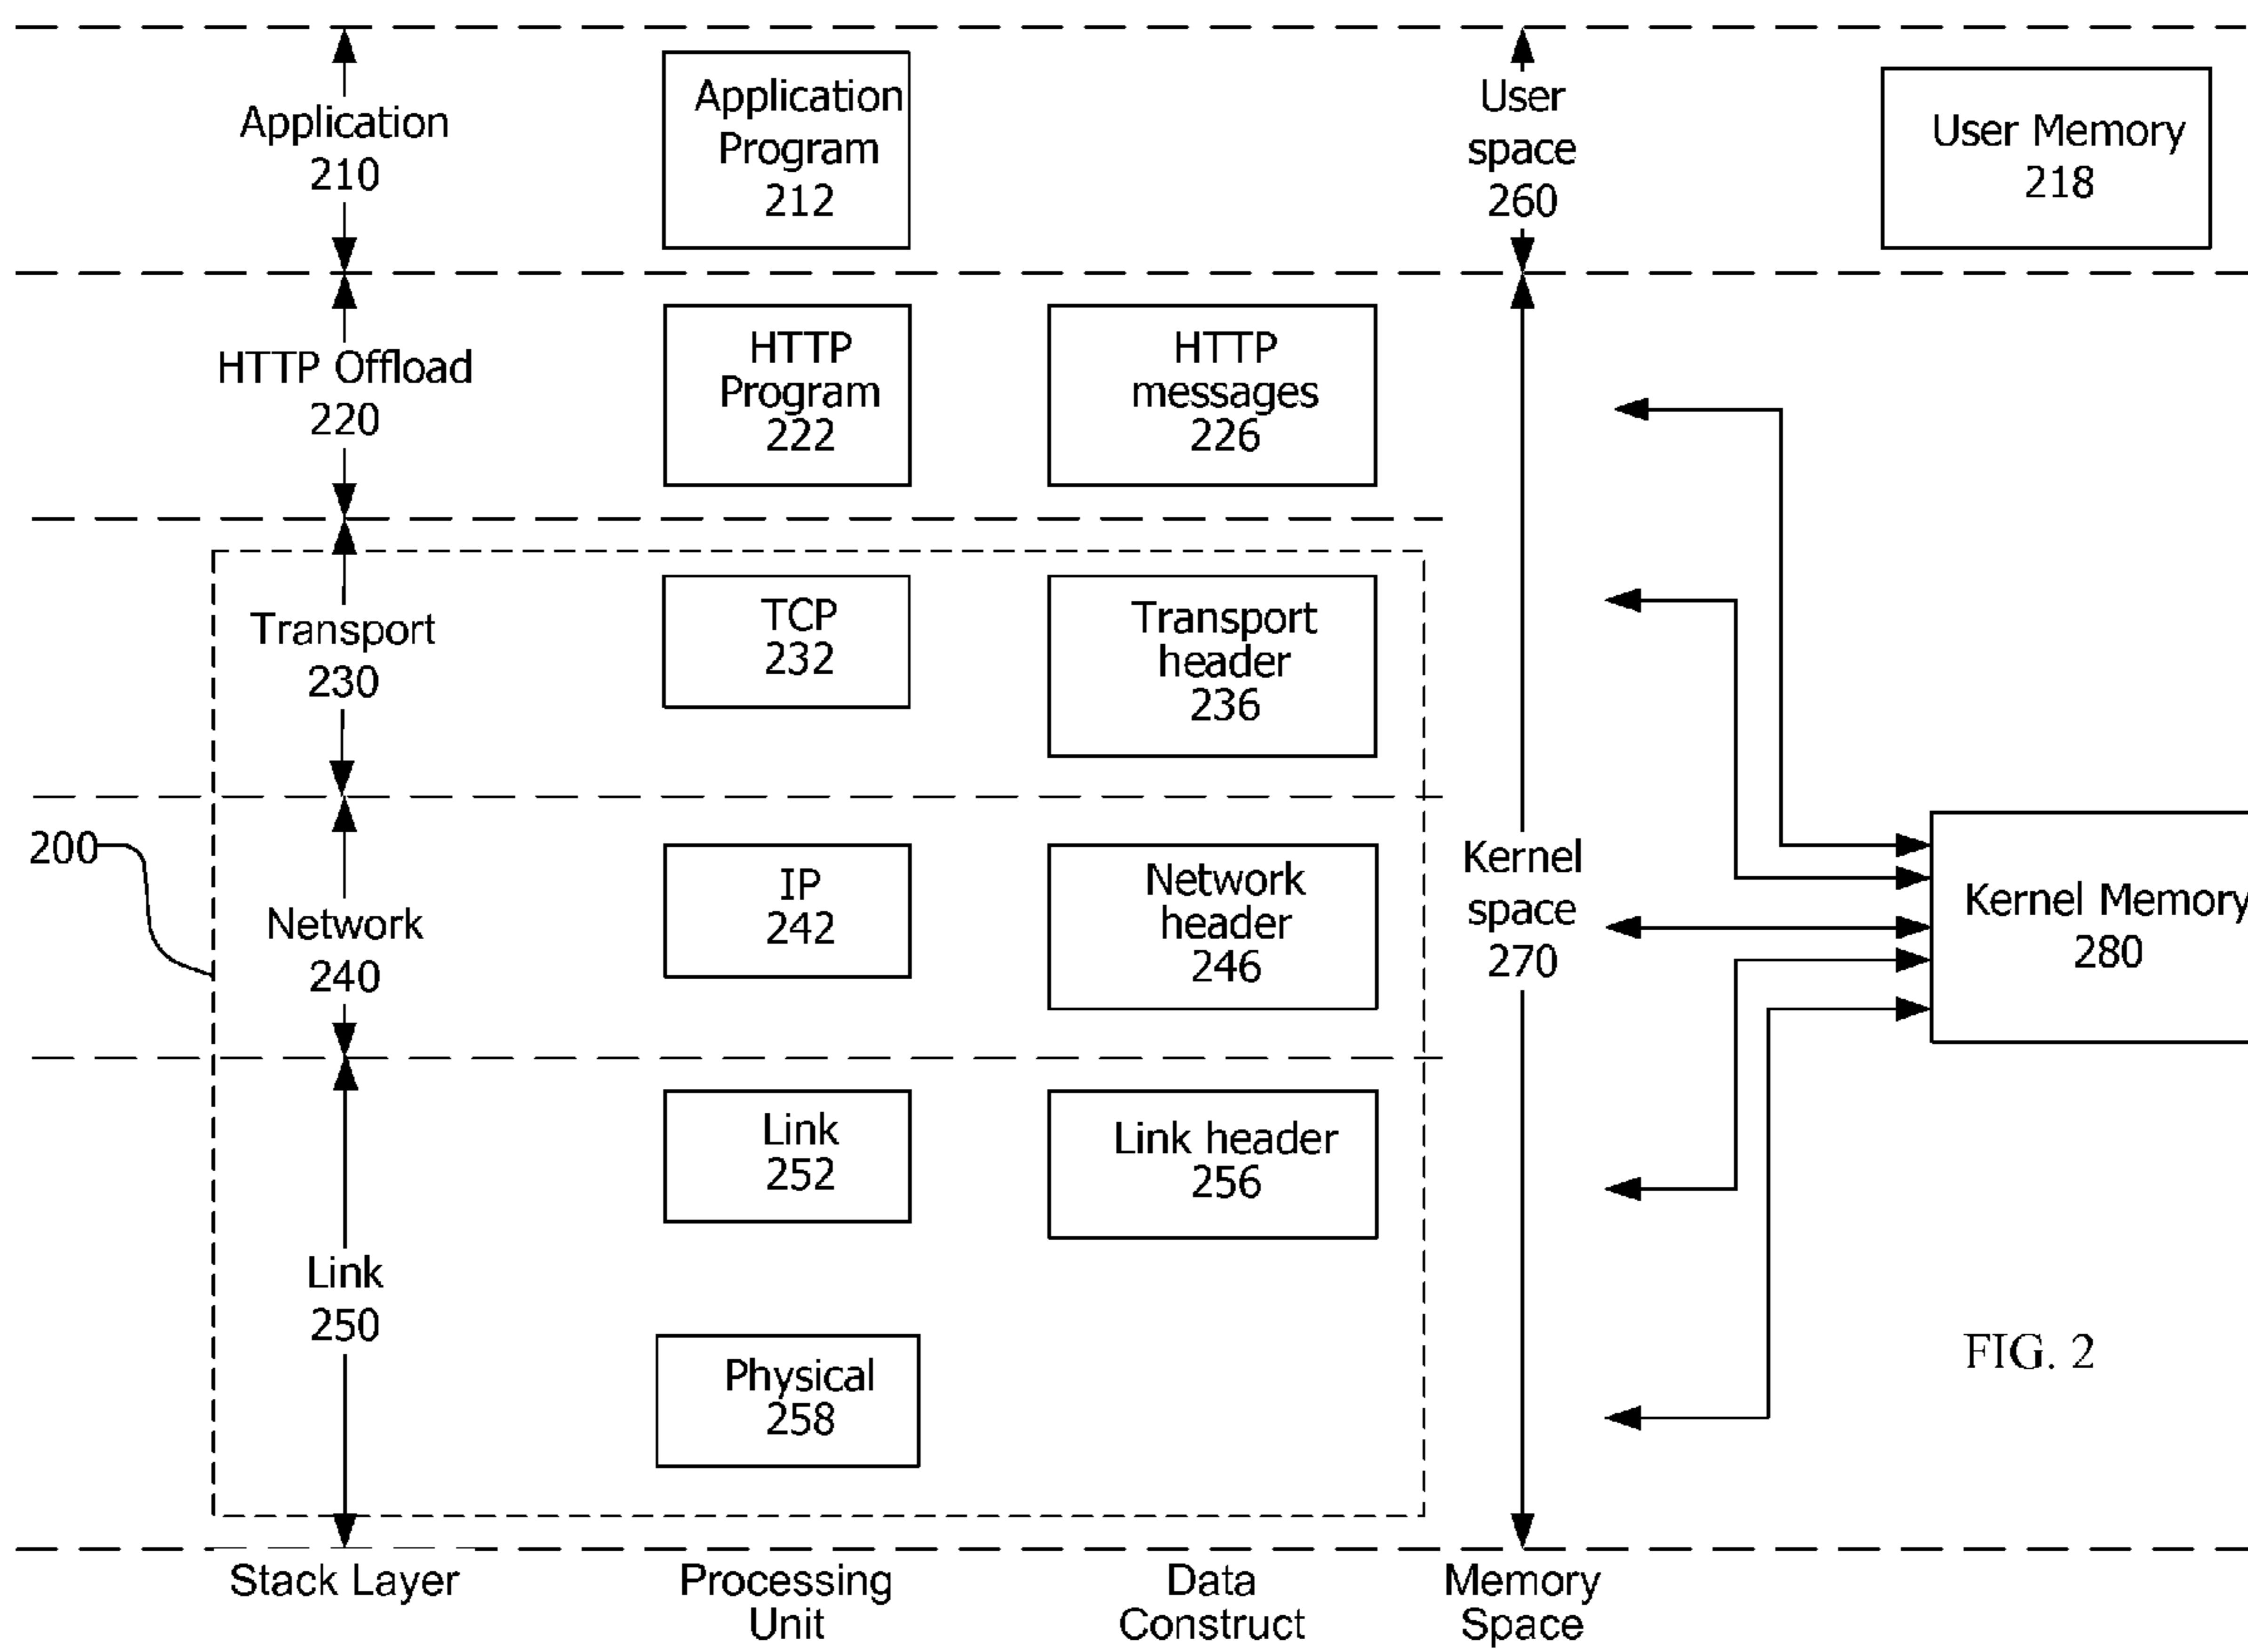 Application
210
Application
Program
212
User
space
260
User Memory
218
HTTP Offload
220
HTTP
Program
222
HTTP
messages
226
Transport
230
TCP
232
Transport
header
236
200
Network
240
IP
242
Network
header
246
Kernel
space
270
Kernel Memory
280
Link
250
Link
252
Link header
256
Physical
258
FIG. 2
Stack Layer
Processing
Unit
Data
Construct
Memory
Space